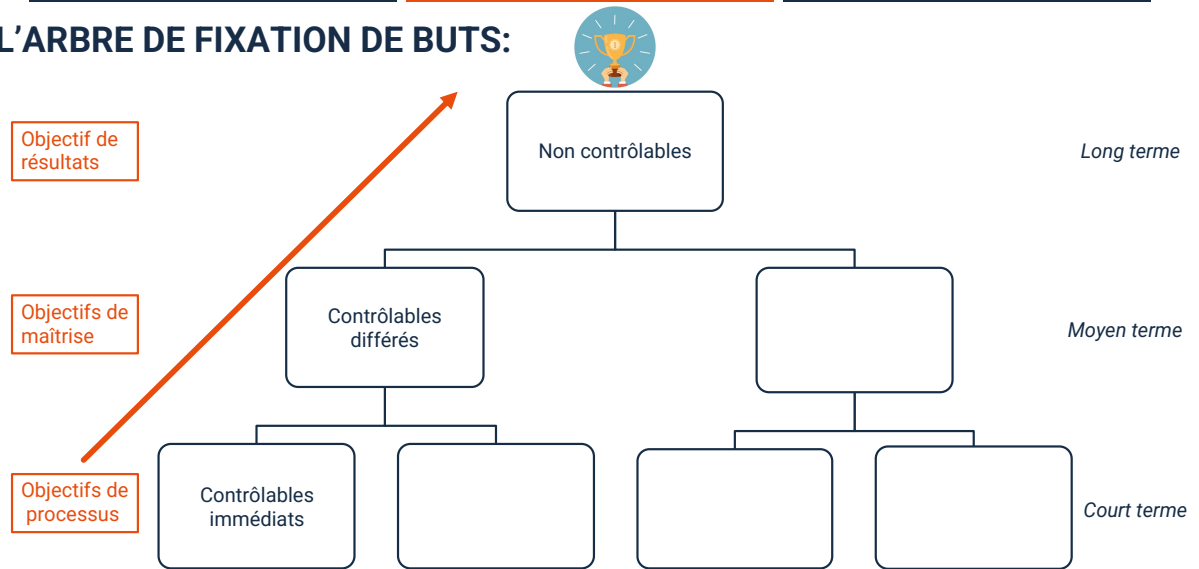 L'ARBRE DE FIXATION DE BUTS:
Objectif de
résultats
Non contrôlables
Long terme
Objectifs de
maîtrise
Contrôlables
différés
Moyen terme
Objectifs de
processus
Contrôlables
immédiats
Court terme